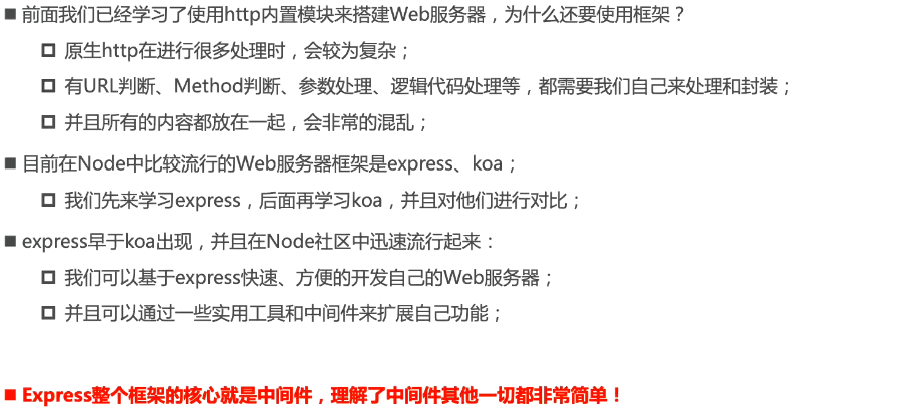 ■ 前面我们已经学习了使用http内置模块来搭建Web服务器，为什么还要使用框架？
□ 原生http在进行很多处理时，会较为复杂；
□ 有URL判断、Method判断、参数处理、逻辑代码处理等，都需要我们自己来处理和封装；
□ 并且所有的内容都放在一起，会非常的混乱；
■ 目前在Node中比较流行的Web服务器框架是express、koa；
□ 我们先来学习express，后面再学习koa，并且对他们进行对比；
■ express早于koa出现，并且在Node社区中迅速流行起来：
□ 我们可以基于express快速、方便的开发自己的Web服务器；
□ 并且可以通过一些实用工具和中间件来扩展自己功能；
■ Express整个框架的核心就是中间件，理解了中间件其他一切都非常简单！